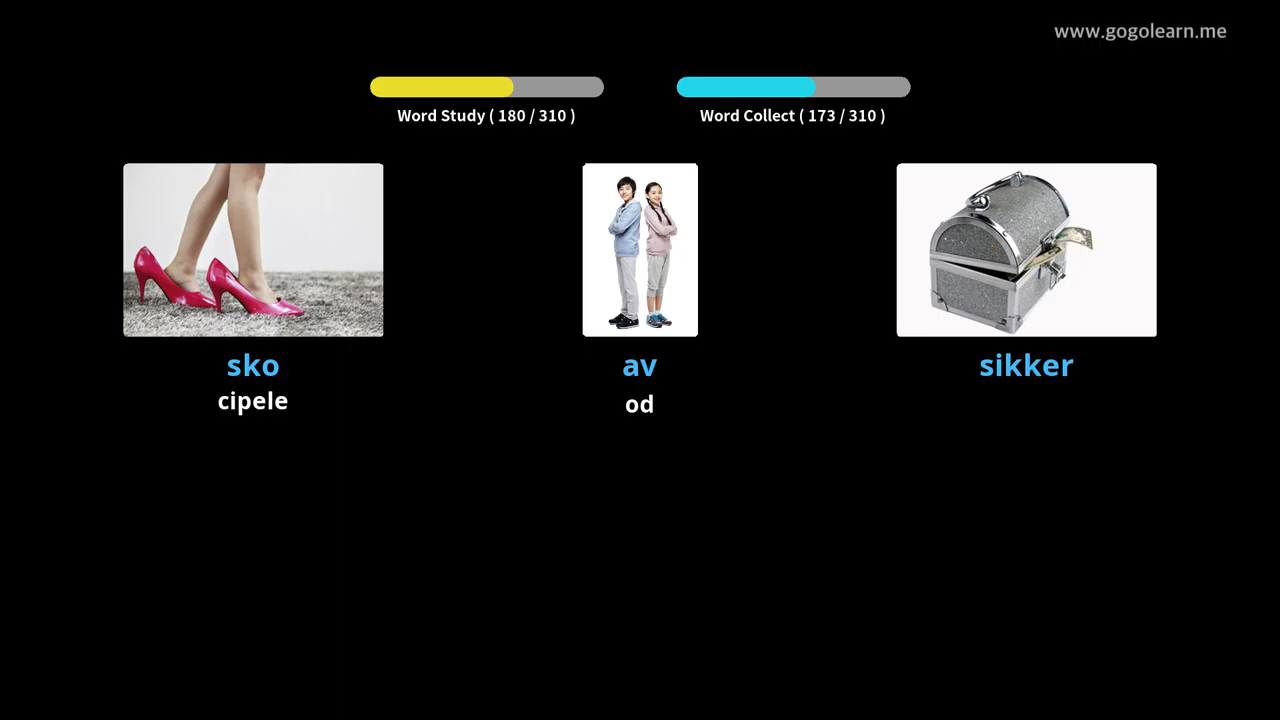 www.gogolearn.me
Word Study ( 180 / 310 )
Word Collect ( 173 / 310 )
sko
cipele
av
od
sikker